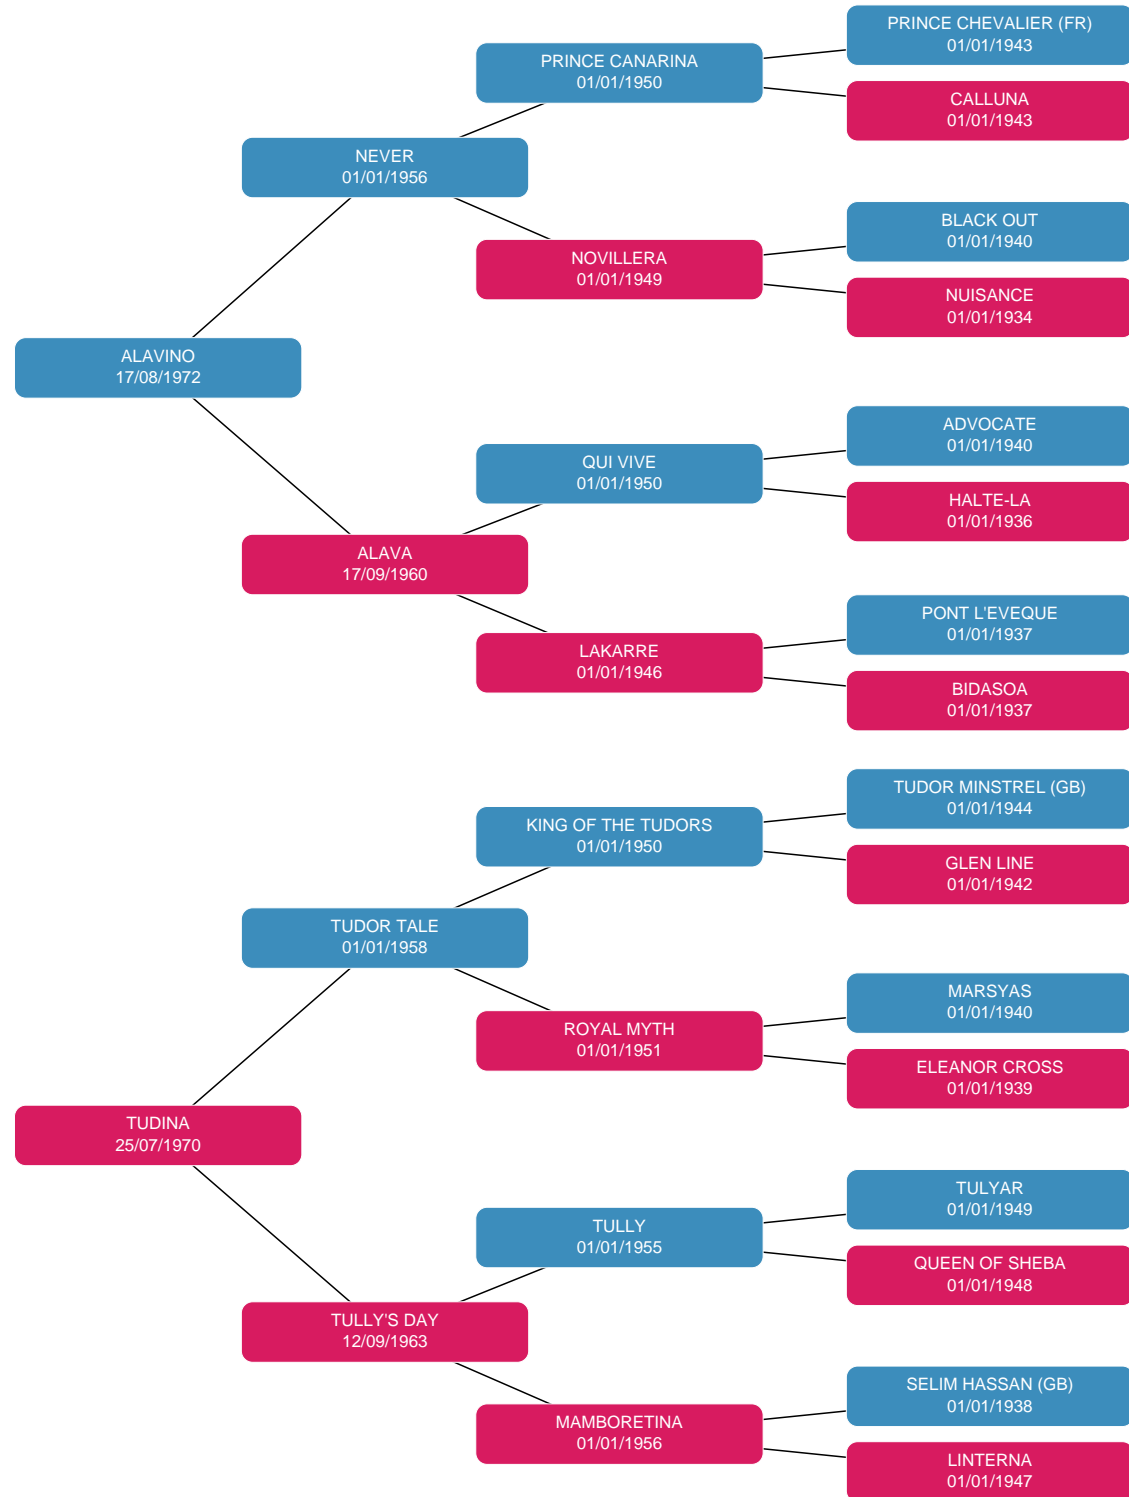 PRINCE CHEVALIER (FR)
01/01/1943
PRINCE CANARINA
01/01/1950
CALLUNA
01/01/1943
NEVER
01/01/1956
BLACK OUT
01/01/1940
NOVILLERA
01/01/1949
NUISANCE
01/01/1934
ALAVINO
17/08/1972
ADVOCATE
01/01/1940
QUI VIVE
01/01/1950
HALTE-LA
01/01/1936
ALAVA
17/09/1960
PONT L'EVEQUE
01/01/1937
LAKARRE
01/01/1946
BIDASOA
01/01/1937
TUDOR MINSTREL (GB)
01/01/1944
KING OF THE TUDORS
01/01/1950
GLEN LINE
01/01/1942
TUDOR TALE
01/01/1958
MARSYAS
01/01/1940
ROYAL MYTH
01/01/1951
ELEANOR CROSS
01/01/1939
TUDINA
25/07/1970
TULYAR
01/01/1949
TULLY
01/01/1955
QUEEN OF SHEBA
01/01/1948
TULLY'S DAY
12/09/1963
SELIM HASSAN (GB)
01/01/1938
MAMBORETINA
01/01/1956
LINTERNA
01/01/1947